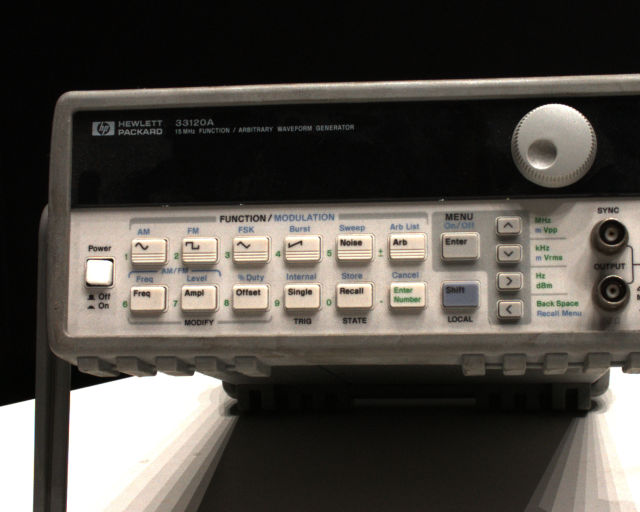 hp HEWLETT PACKARD 33120A
15 MHz FUNCTION / ARBITRARY WAVEFORM GENERATOR
FUNCTION / MODULATION
MENU
On/Off
AM FM FSK Burst Sweep Arb List
Noise Arb Enter
1 2 3 4 5 ±
Power
Off
On
AM/FM
Freq Level % Duty Internal Store Cancel
Freq Ampl Offset Single Recall Enter Number Shift
6 7 8 9 0 .
MODIFY TRIG STATE LOCAL
MHz
m Vpp
kHz
m Vrms
Hz
dBm
Back Space
Recall Menu
SYNC
OUTPUT